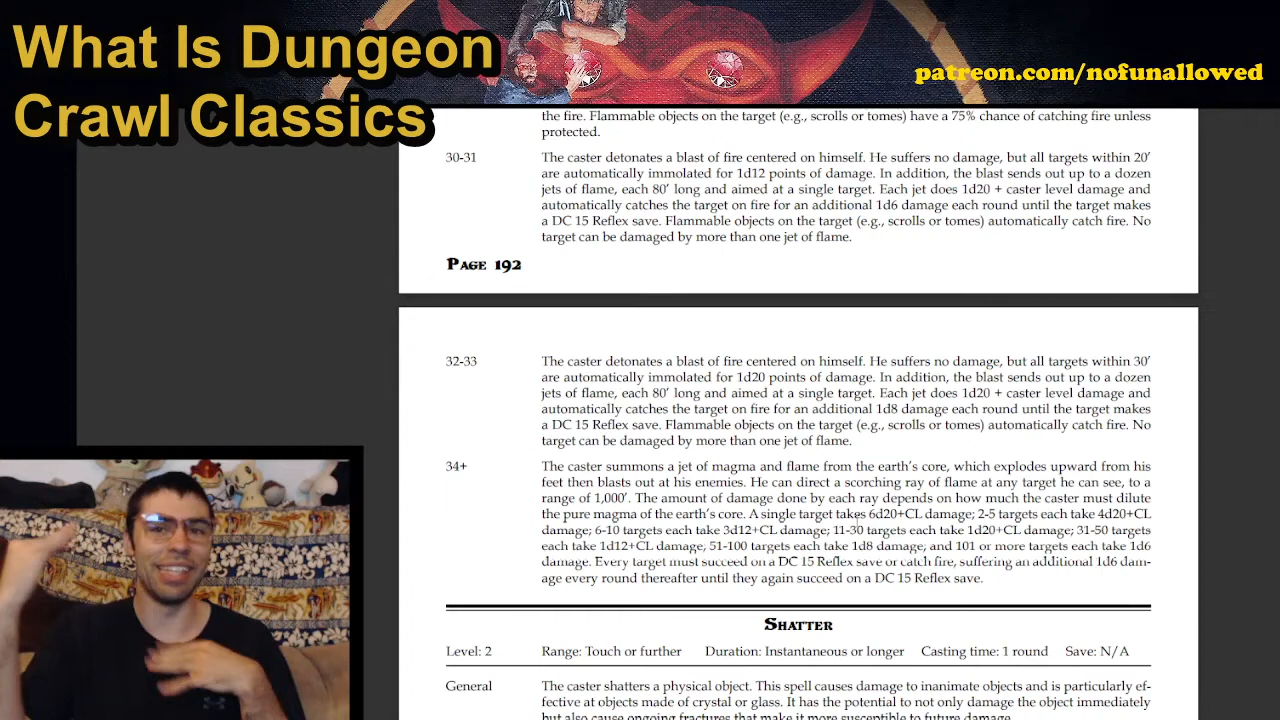 What Is Dungeon
Crawl Classics
patreon.com/nofunallowed
the fire. Flammable objects on the target (e.g., scrolls or tomes) have a 75% chance of catching fire unless
protected.
30-31 The caster detonates a blast of fire centered on himself. He suffers no damage, but all targets within 20′
are automatically immolated for 1d12 points of damage. In addition, the blast sends out up to a dozen
jets of flame, each 80′ long and aimed at a single target. Each jet does 1d20 + caster level damage and
automatically catches the target on fire for an additional 1d6 damage each round until the target makes
a DC 15 Reflex save. Flammable objects on the target (e.g., scrolls or tomes) automatically catch fire. No
target can be damaged by more than one jet of flame.
Page 192
32-33 The caster detonates a blast of fire centered on himself. He suffers no damage, but all targets within 30′
are automatically immolated for 1d20 points of damage. In addition, the blast sends out up to a dozen
jets of flame, each 80′ long and aimed at a single target. Each jet does 1d20 + caster level damage and
automatically catches the target on fire for an additional 1d8 damage each round until the target makes
a DC 15 Reflex save. Flammable objects on the target (e.g., scrolls or tomes) automatically catch fire. No
target can be damaged by more than one jet of flame.
34+ The caster summons a jet of magma and flame from the earth's core, which explodes upward from his
feet then blasts out at his enemies. He can direct a scorching ray of flame at any target he can see, to a
range of 1,000′. The amount of damage done by each ray depends on how much the caster must dilute
the pure magma of the earth's core. A single target takes 6d20+CL damage; 2-5 targets each take 4d20+CL
damage; 6-10 targets each take 3d12+CL damage; 11-30 targets each take 1d20+CL damage; 31-50 targets
each take 1d12+CL damage, 51-100 targets each take 1d8 damage, and 101 or more targets each take 1d6
damage. Every target must succeed on a DC 15 Reflex save or catch fire, suffering an additional 1d6 dam-
age every round thereafter until they again succeed on a DC 15 Reflex save.
Shatter
Level: 2 Range: Touch or further Duration: Instantaneous or longer Casting time: 1 round Save: N/A
General The caster shatters a physical object. This spell causes damage to inanimate objects and is particularly ef-
fective at objects made of crystal or glass. It has the potential to not only damage the object immediately
but also cause ongoing fractures that make it more susceptible to future damage.